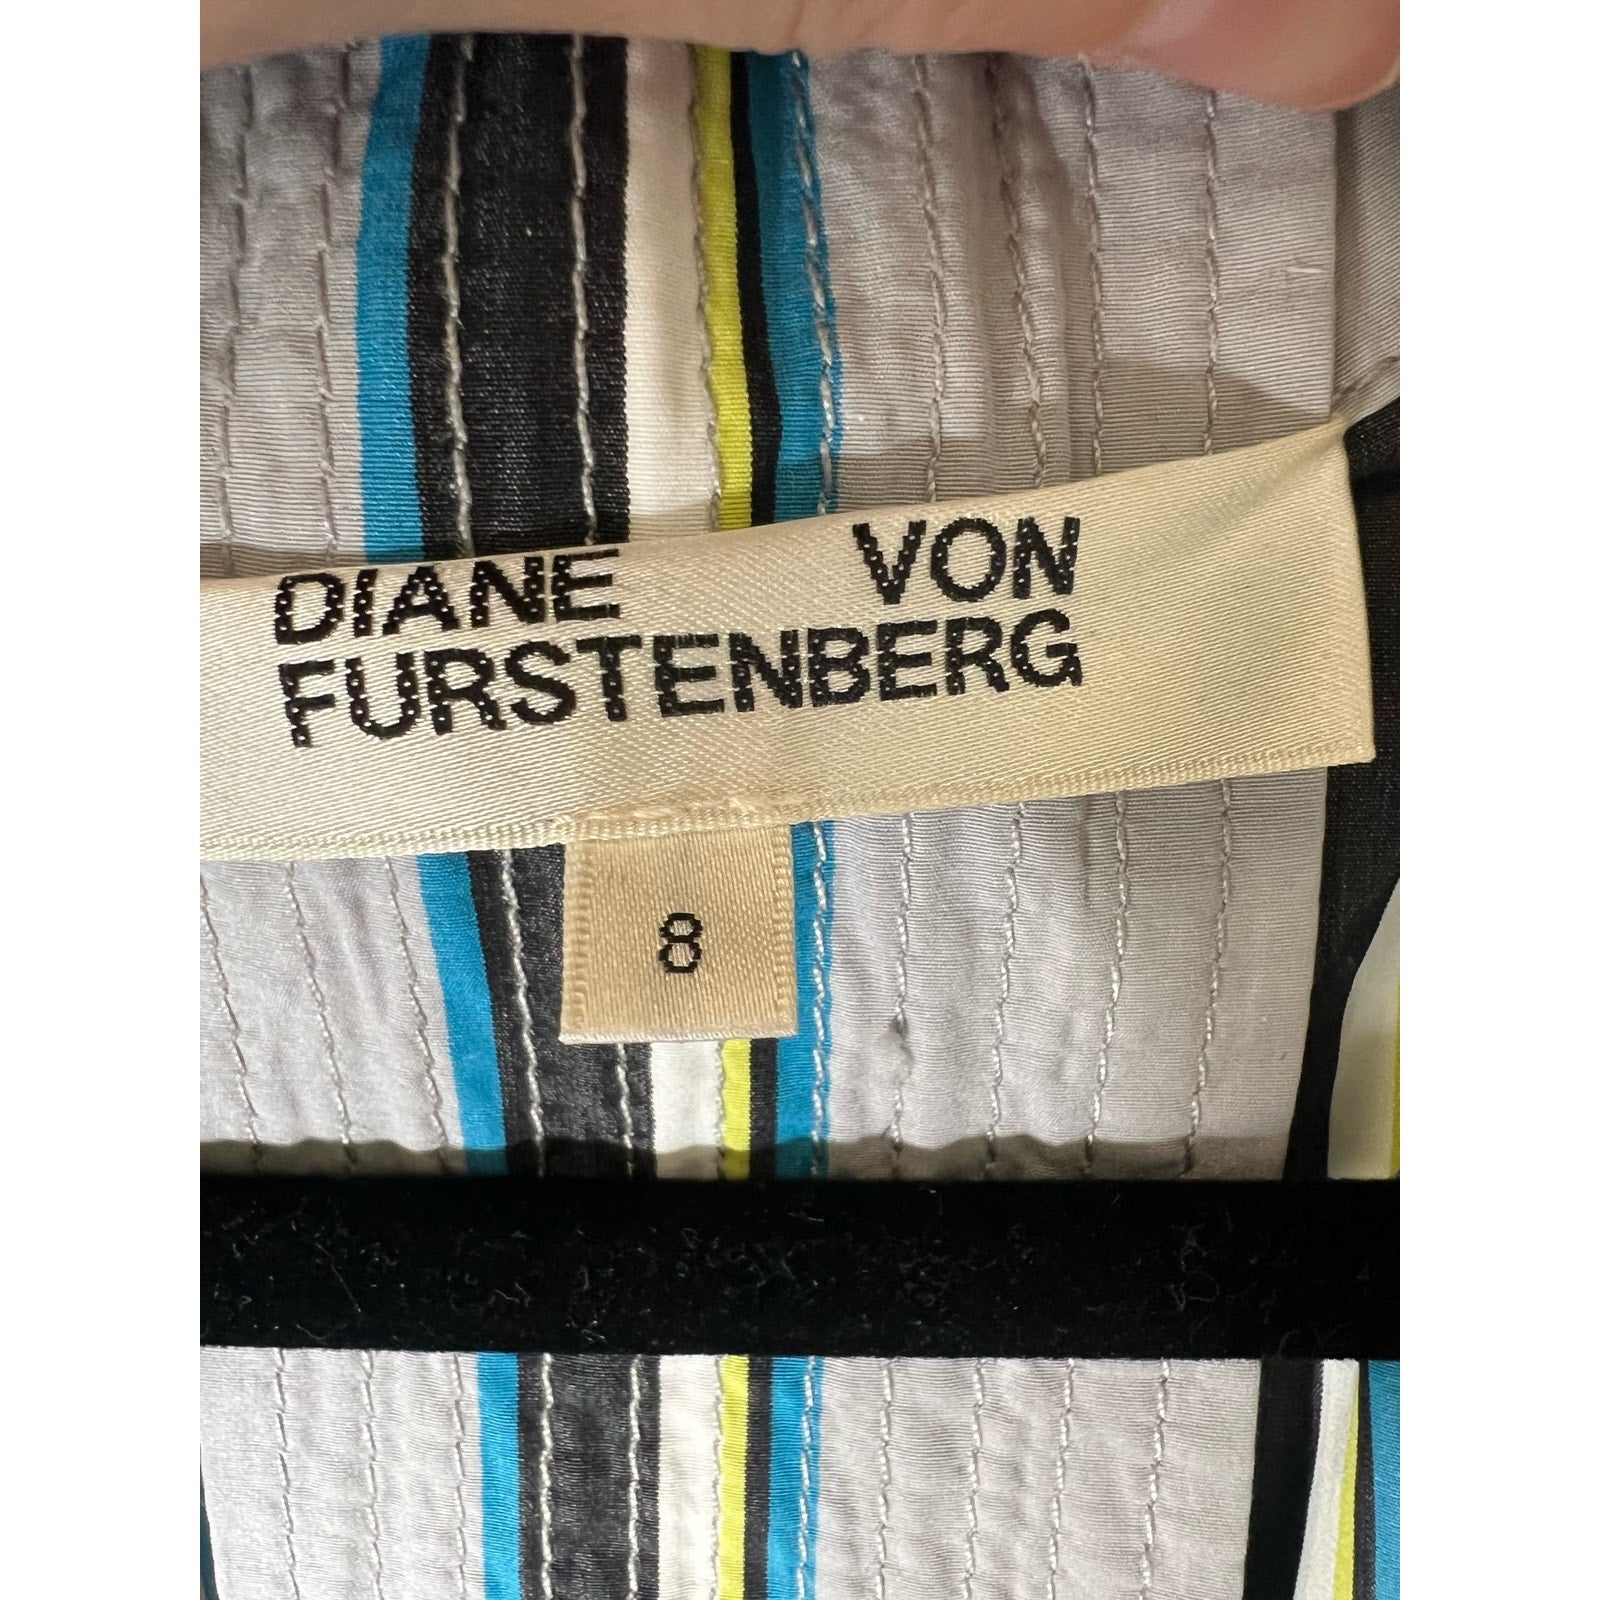 DIANE VON
FURSTENBERG
8